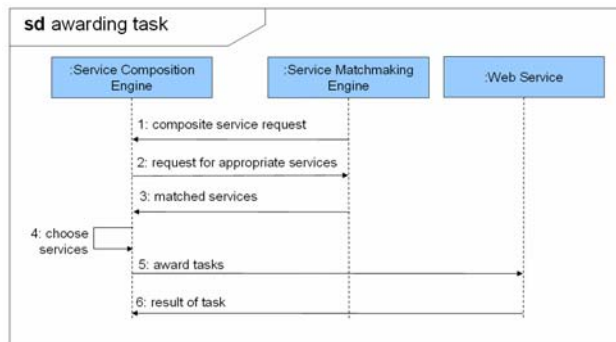 sd awarding task
:Service Composition
Engine
:Service Matchmaking
Engine
:Web Service
1: composite service request
2: request for appropriate services
3: matched services
4: choose
services
5: award tasks
6: result of task